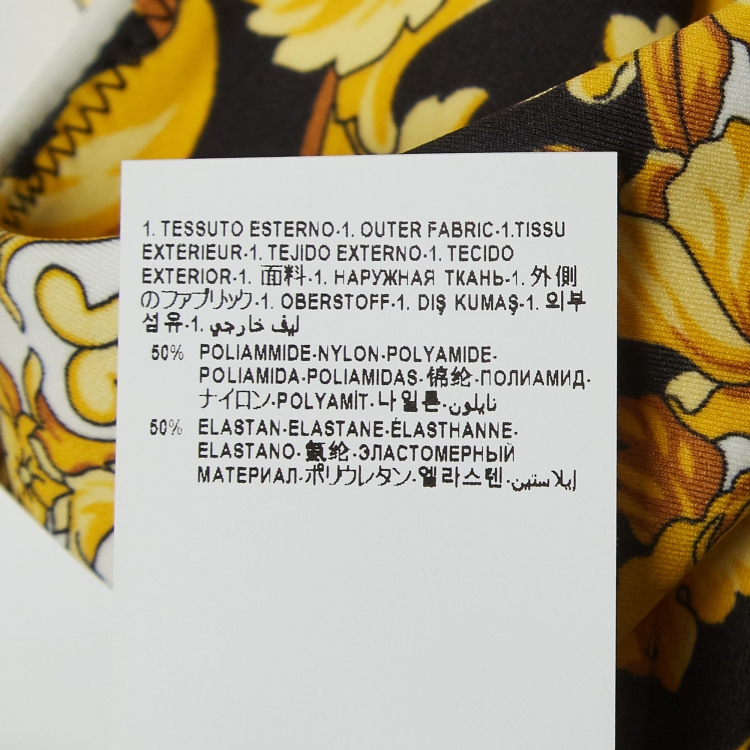 1. TESSUTO ESTERNO-1. OUTER FABRIC-1.TISSU
EXTERIEUR-1. TEJIDO EXTERNO-1. TECIDO
EXTERIOR-1. 面料-1. НАРУЖНАЯ ТКАНЬ-1. 外側
のファブリック-1. OBERSTOFF-1. DIŞ KUMAŞ-1. 외부
섬유-1. ليف خارجي
50% POLIAMMIDE-NYLON-POLYAMIDE-
POLIAMIDA-POLIAMIDAS-锦纶-ПОЛИАМИД-
ナイロン-POLYAMİT-나일론-نايلون
50% ELASTAN-ELASTANE-ÉLASTHANNE-
ELASTANO-氨纶-ЭЛАСТОМЕРНЫЙ
МАТЕРИАЛ-ポリウレタン-엘라스텐-إيلاستين